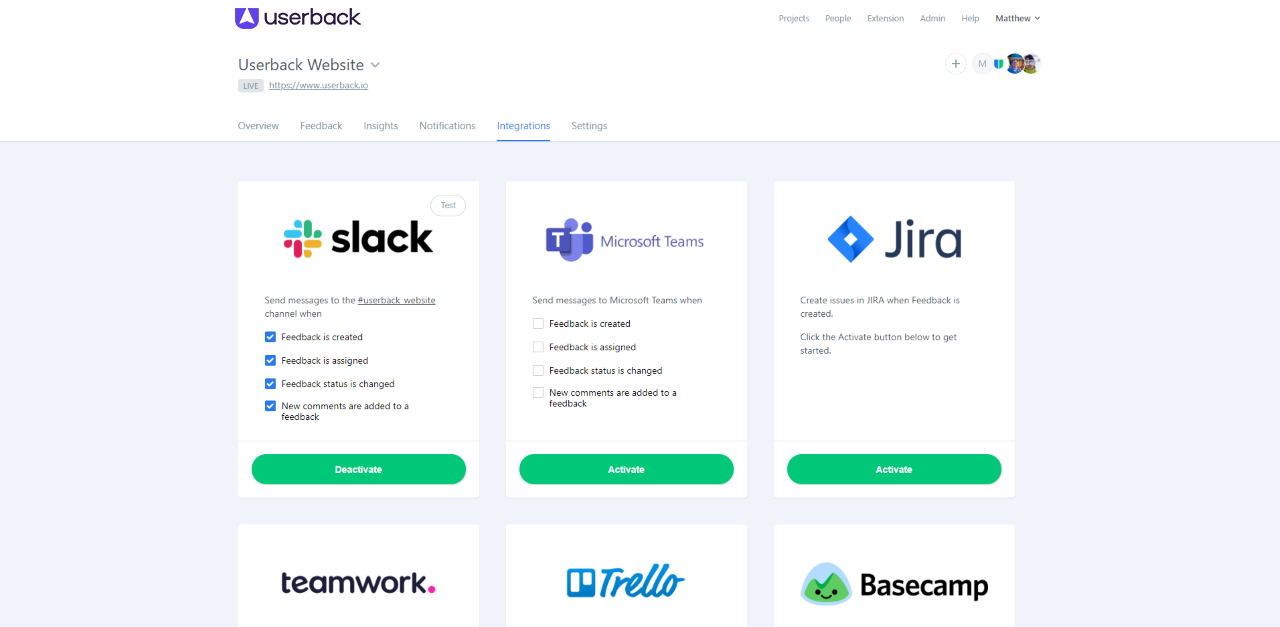 userback
Projects People Extension Admin Help Matthew
Userback Website
M
LIVE https://www.userback.io
Overview Feedback Insights Notifications Integrations Settings
Test
slack
Send messages to the #userback_website
channel when
Feedback is created
Feedback is assigned
Feedback status is changed
New comments are added to a
feedback
Deactivate
T Microsoft Teams
Send messages to Microsoft Teams when
Feedback is created
Feedback is assigned
Feedback status is changed
New comments are added to a
feedback
Activate
Jira
Create issues in JIRA when Feedback is
created.
Click the Activate button below to get
started.
Activate
teamwork.
Trello
Basecamp